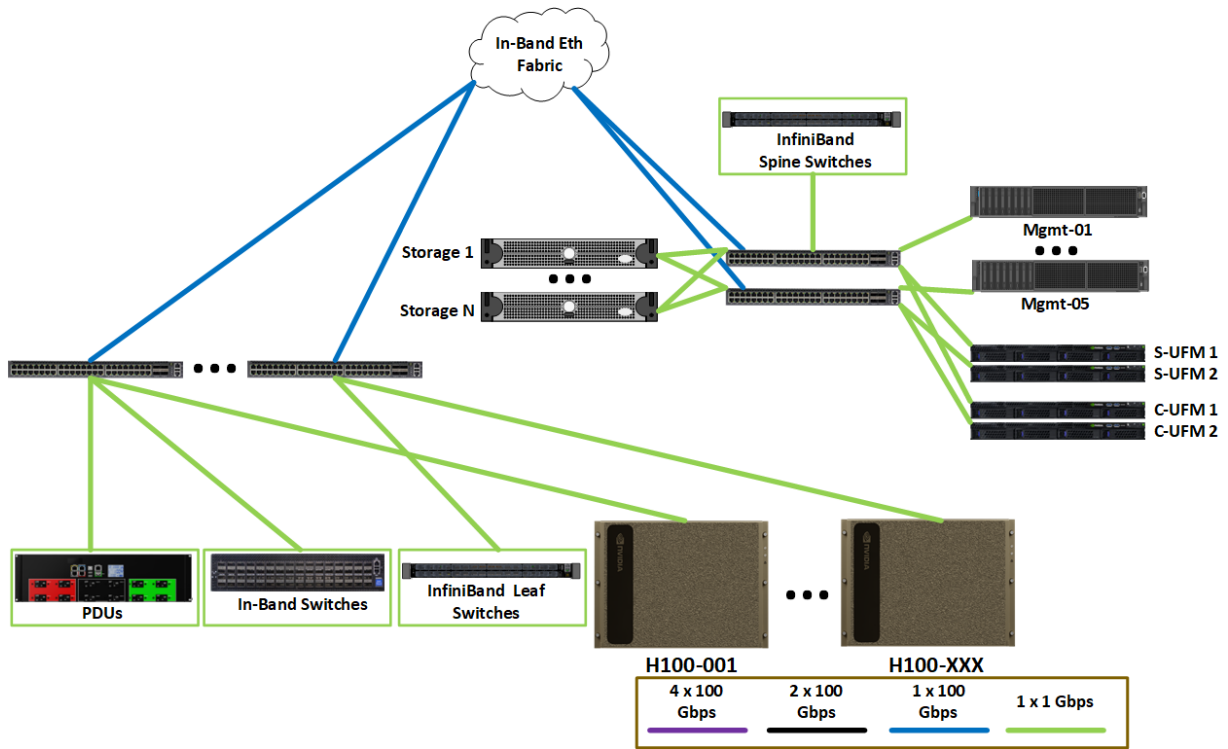 In-Band Eth
Fabric
InfiniBand
Spine Switches
Storage 1
Storage N
Mgmt-01
Mgmt-05
S-UFM 1
S-UFM 2
C-UFM 1
C-UFM 2
PDUs
In-Band Switches
InfiniBand Leaf
Switches
NVIDIA
NVIDIA
H100-001
H100-XXX
4 x 100
Gbps
2 x 100
Gbps
1 x 100
Gbps
1 x 1 Gbps